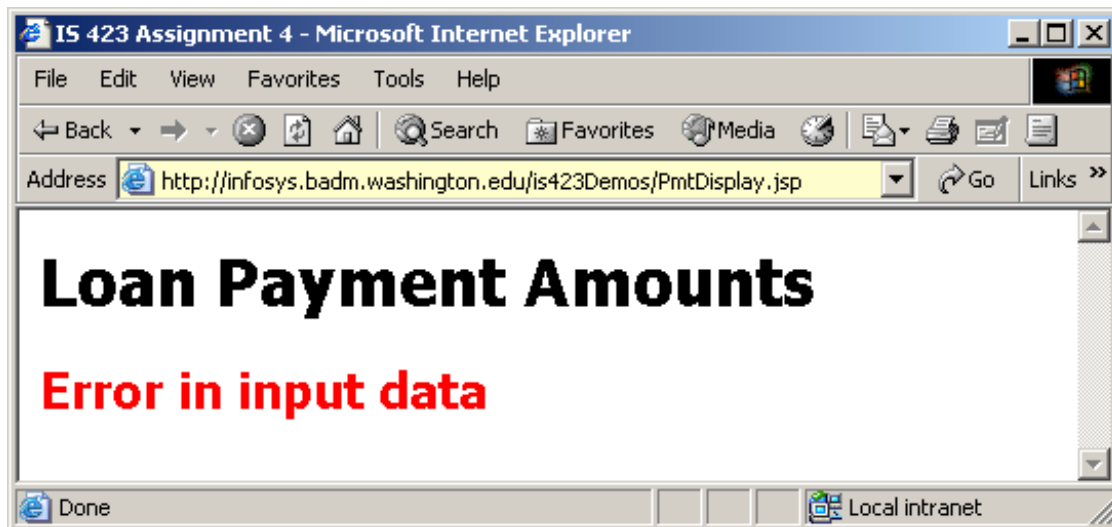 IS 423 Assignment 4 - Microsoft Internet Explorer
File Edit View Favorites Tools Help
Back Search Favorites Media
Address http://infosys.badm.washington.edu/is423Demos/PmtDisplay.jsp Go Links »
Loan Payment Amounts
Error in input data
Done Local intranet